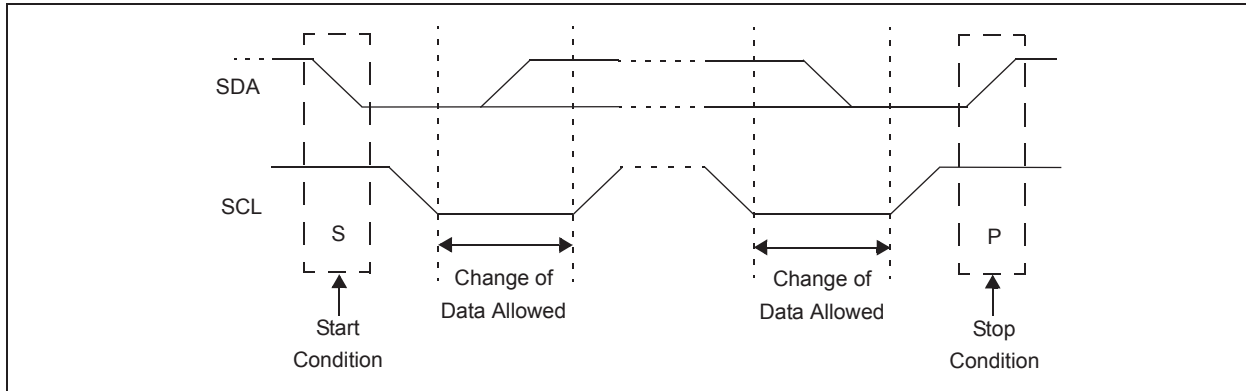 SDA
SCL
S
P
Change of
Data Allowed
Change of
Data Allowed
Start
Condition
Stop
Condition